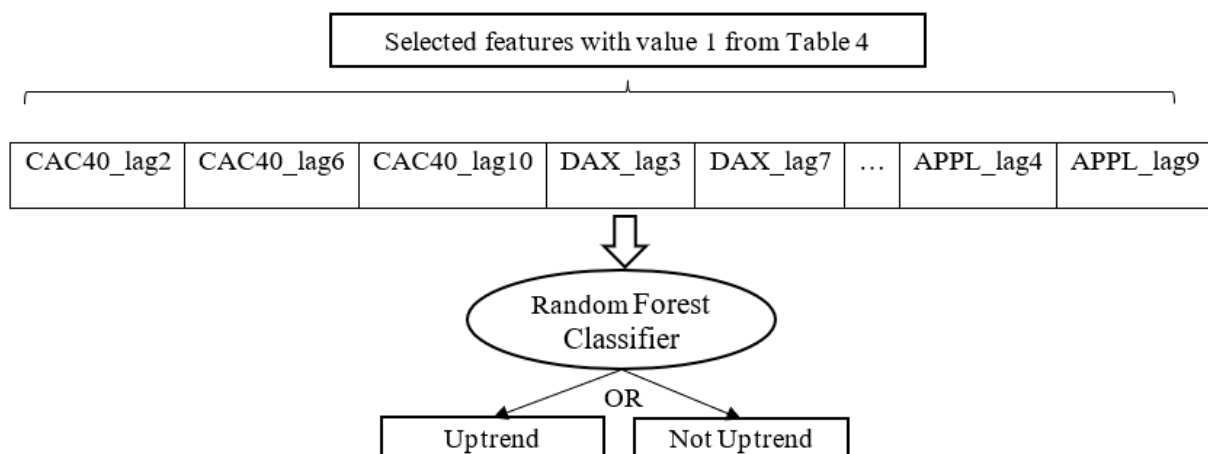 Selected features with value 1 from Table 4
CAC40_lag2 CAC40_lag6 CAC40_lag10 DAX_lag3 DAX_lag7 … APPL_lag4 APPL_lag9
Random Forest
Classifier
OR
Uptrend Not Uptrend